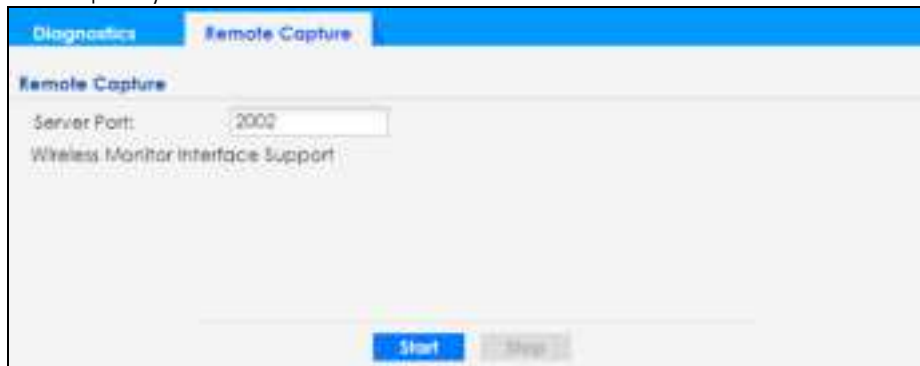 Diagnostics Remote Capture
Remote Capture
Server Port: 2002
Wireless Monitor Interface Support
Start Stop